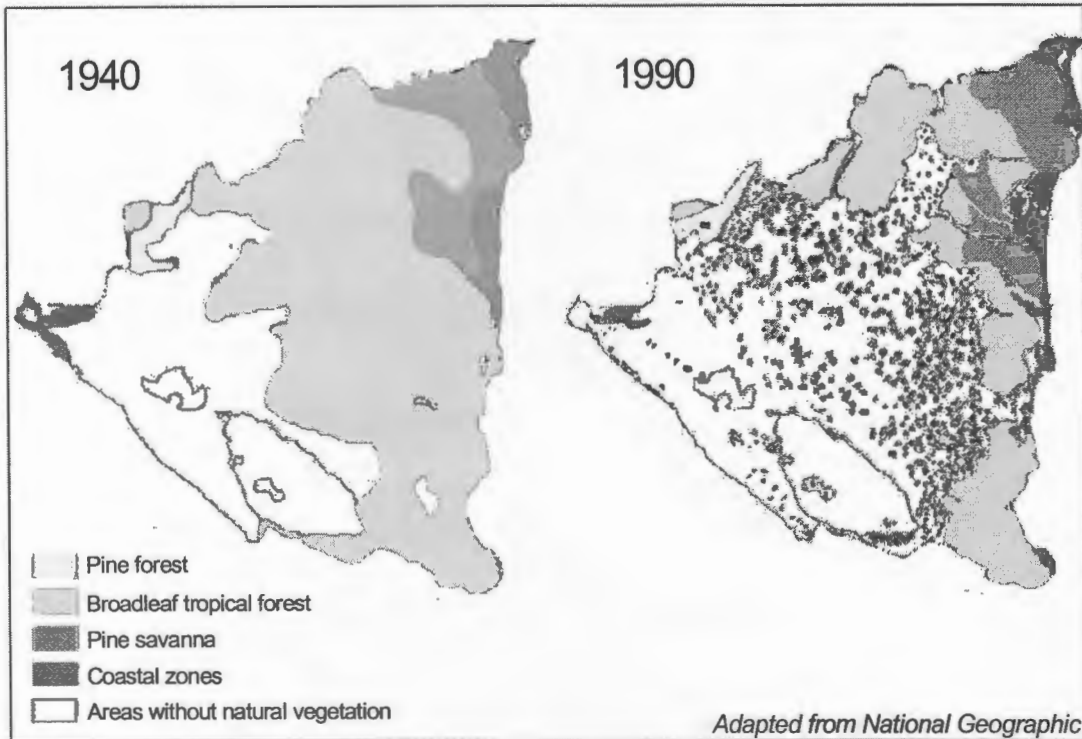 1940
1990
Pine forest
Broadleaf tropical forest
Pine savanna
Coastal zones
Areas without natural vegetation
Adapted from National Geographic